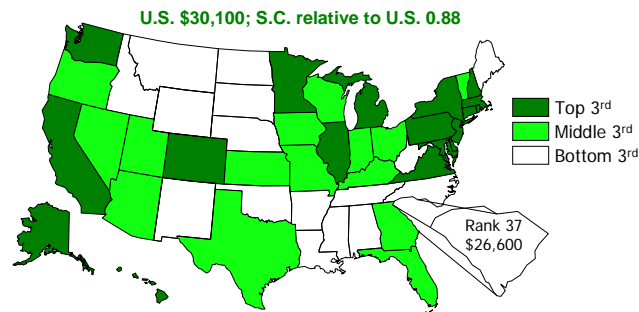 U.S. $30,100; S.C. relative to U.S. 0.88
Top 3rd
Middle 3rd
Bottom 3rd
Rank 37
$26,600